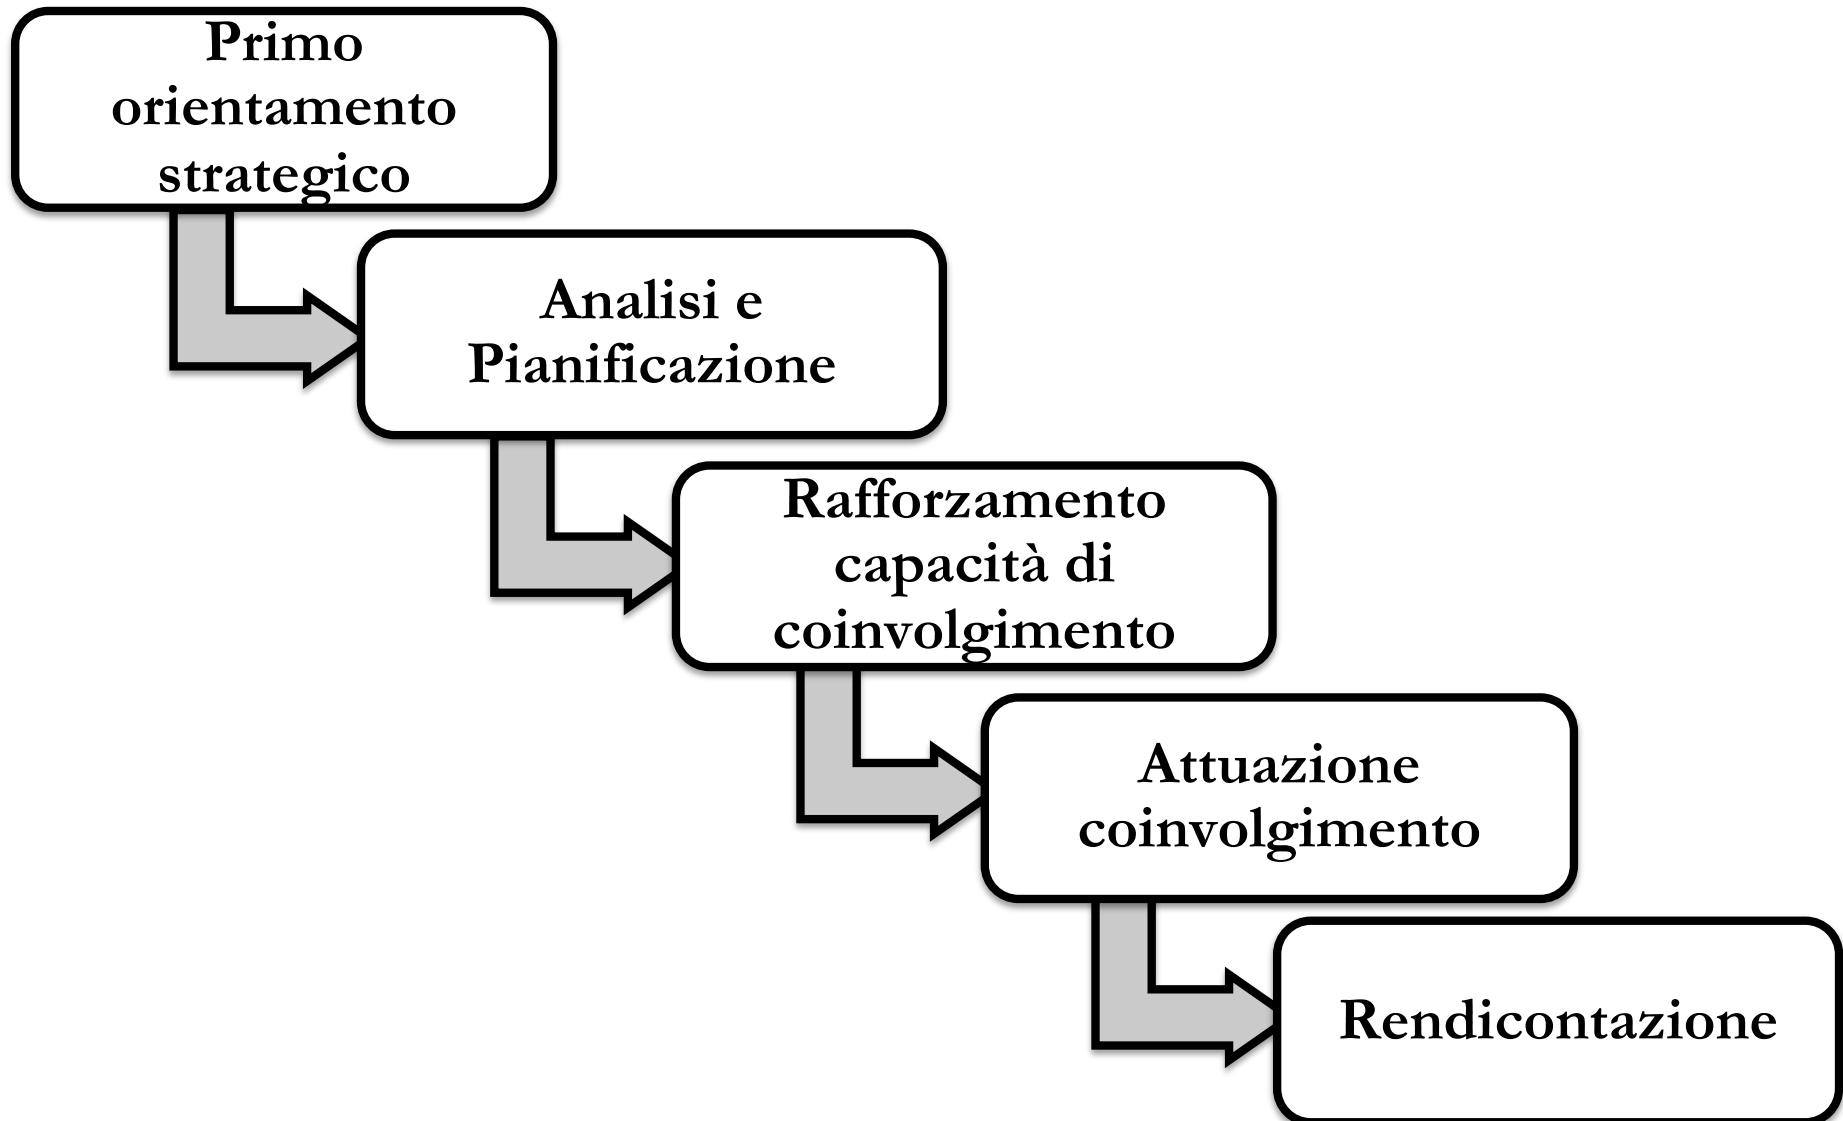 Primo
orientamento
strategico
Analisi e
Pianificazione
Rafforzamento
capacità di
coinvolgimento
Attuazione
coinvolgimento
Rendicontazione